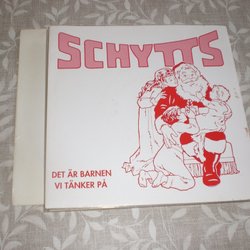 SCHYTTS
DET ÄR BARNEN
VI TÄNKER PÅ